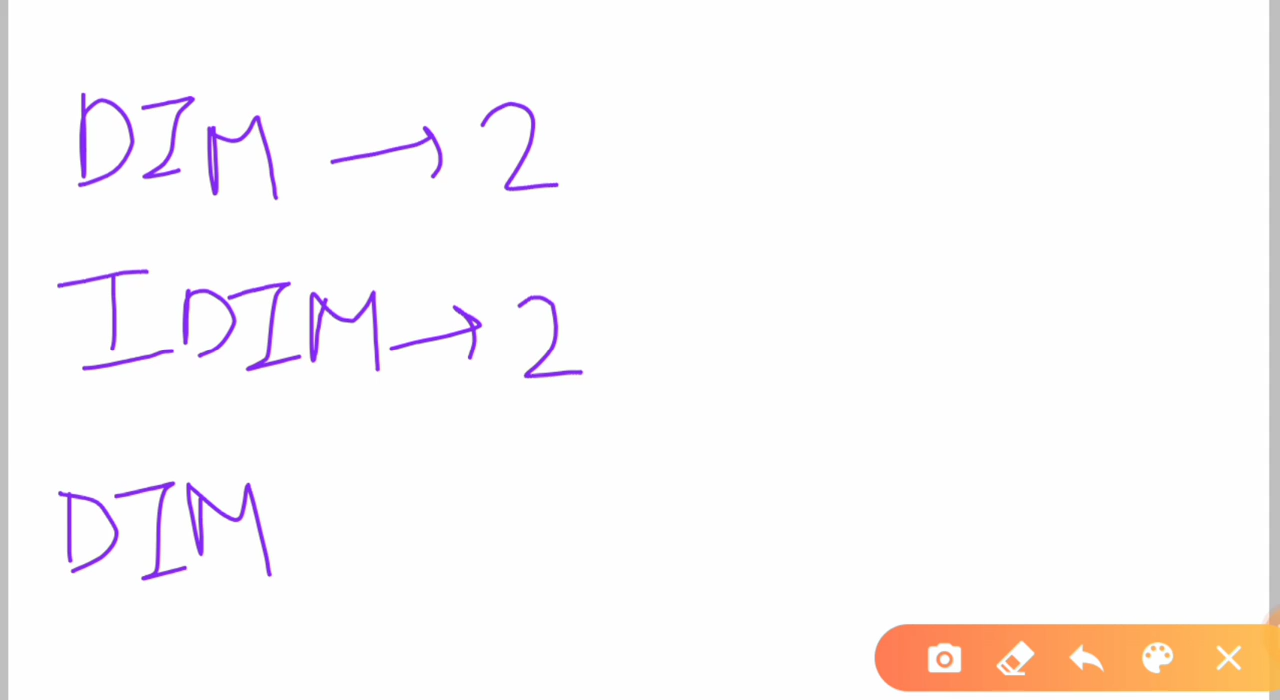 DIM → 2
IDIM → 2
DIM